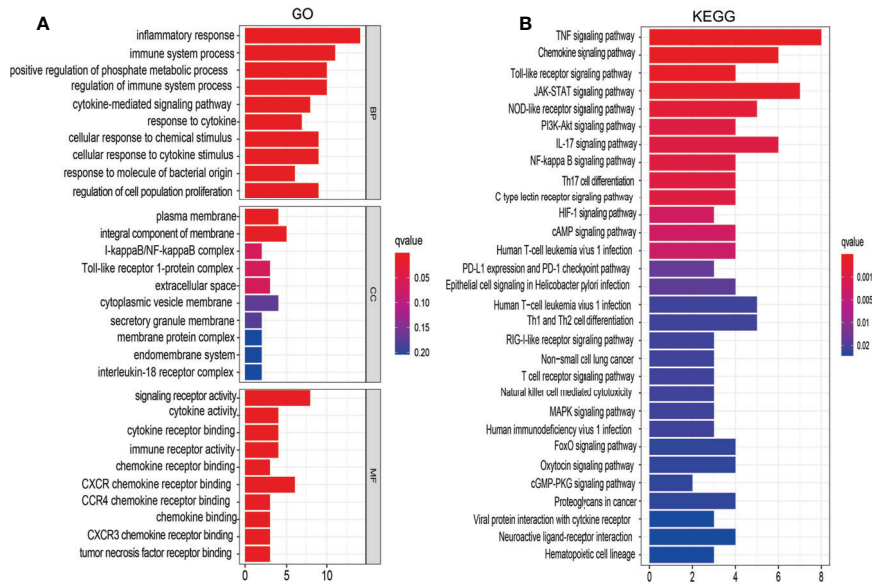 A
GO
inflammatory response
immune system process
positive regulation of phosphate metabolic process
regulation of immune system process
cytokine-mediated signaling pathway
response to cytokine
cellular response to chemical stimulus
cellular response to cytokine stimulus
response to molecule of bacterial origin
regulation of cell population proliferation
BP
plasma membrane
integral component of membrane
I-kappaB/NF-kappaB complex
Toll-like receptor 1-protein complex
extracellular space
cytoplasmic vesicle membrane
secretory granule membrane
membrane protein complex
endomembrane system
interleukin-18 receptor complex
CC
signaling receptor activity
cytokine activity
cytokine receptor binding
immune receptor activity
chemokine receptor binding
CXCR chemokine receptor binding
CCR4 chemokine receptor binding
chemokine binding
CXCR3 chemokine receptor binding
tumor necrosis factor receptor binding
MF
0 5 10
qvalue
0.05
0.10
0.15
0.20
B
KEGG
TNF signaling pathway
Chemokine signaling pathway
Toll-like receptor signaling pathway
JAK-STAT signaling pathway
NOD-like receptor signaling pathway
PI3K-Akt signaling pathway
IL-17 signaling pathway
NF-kappa B signaling pathway
Th17 cell differentiation
C type lectin receptor signaling pathway
HIF-1 signaling pathway
cAMP signaling pathway
Human T-cell leukemia virus 1 infection
PD-L1 expression and PD-1 checkpoint pathway
Epithelial cell signaling in Helicobacter pylori infection
Human T-cell leukemia virus 1 infection
Th1 and Th2 cell differentiation
RIG-I-like receptor signaling pathway
Non-small cell lung cancer
T cell receptor signaling pathway
Natural killer cell mediated cytotoxicity
MAPK signaling pathway
Human immunodeficiency virus 1 infection
FoxO signaling pathway
Oxytocin signaling pathway
cGMP-PKG signaling pathway
Proteoglycans in cancer
Viral protein interaction with cytokine receptor
Neuroactive ligand-receptor interaction
Hematopoietic cell lineage
0 2 4 6 8
qvalue
0.001
0.01
0.02